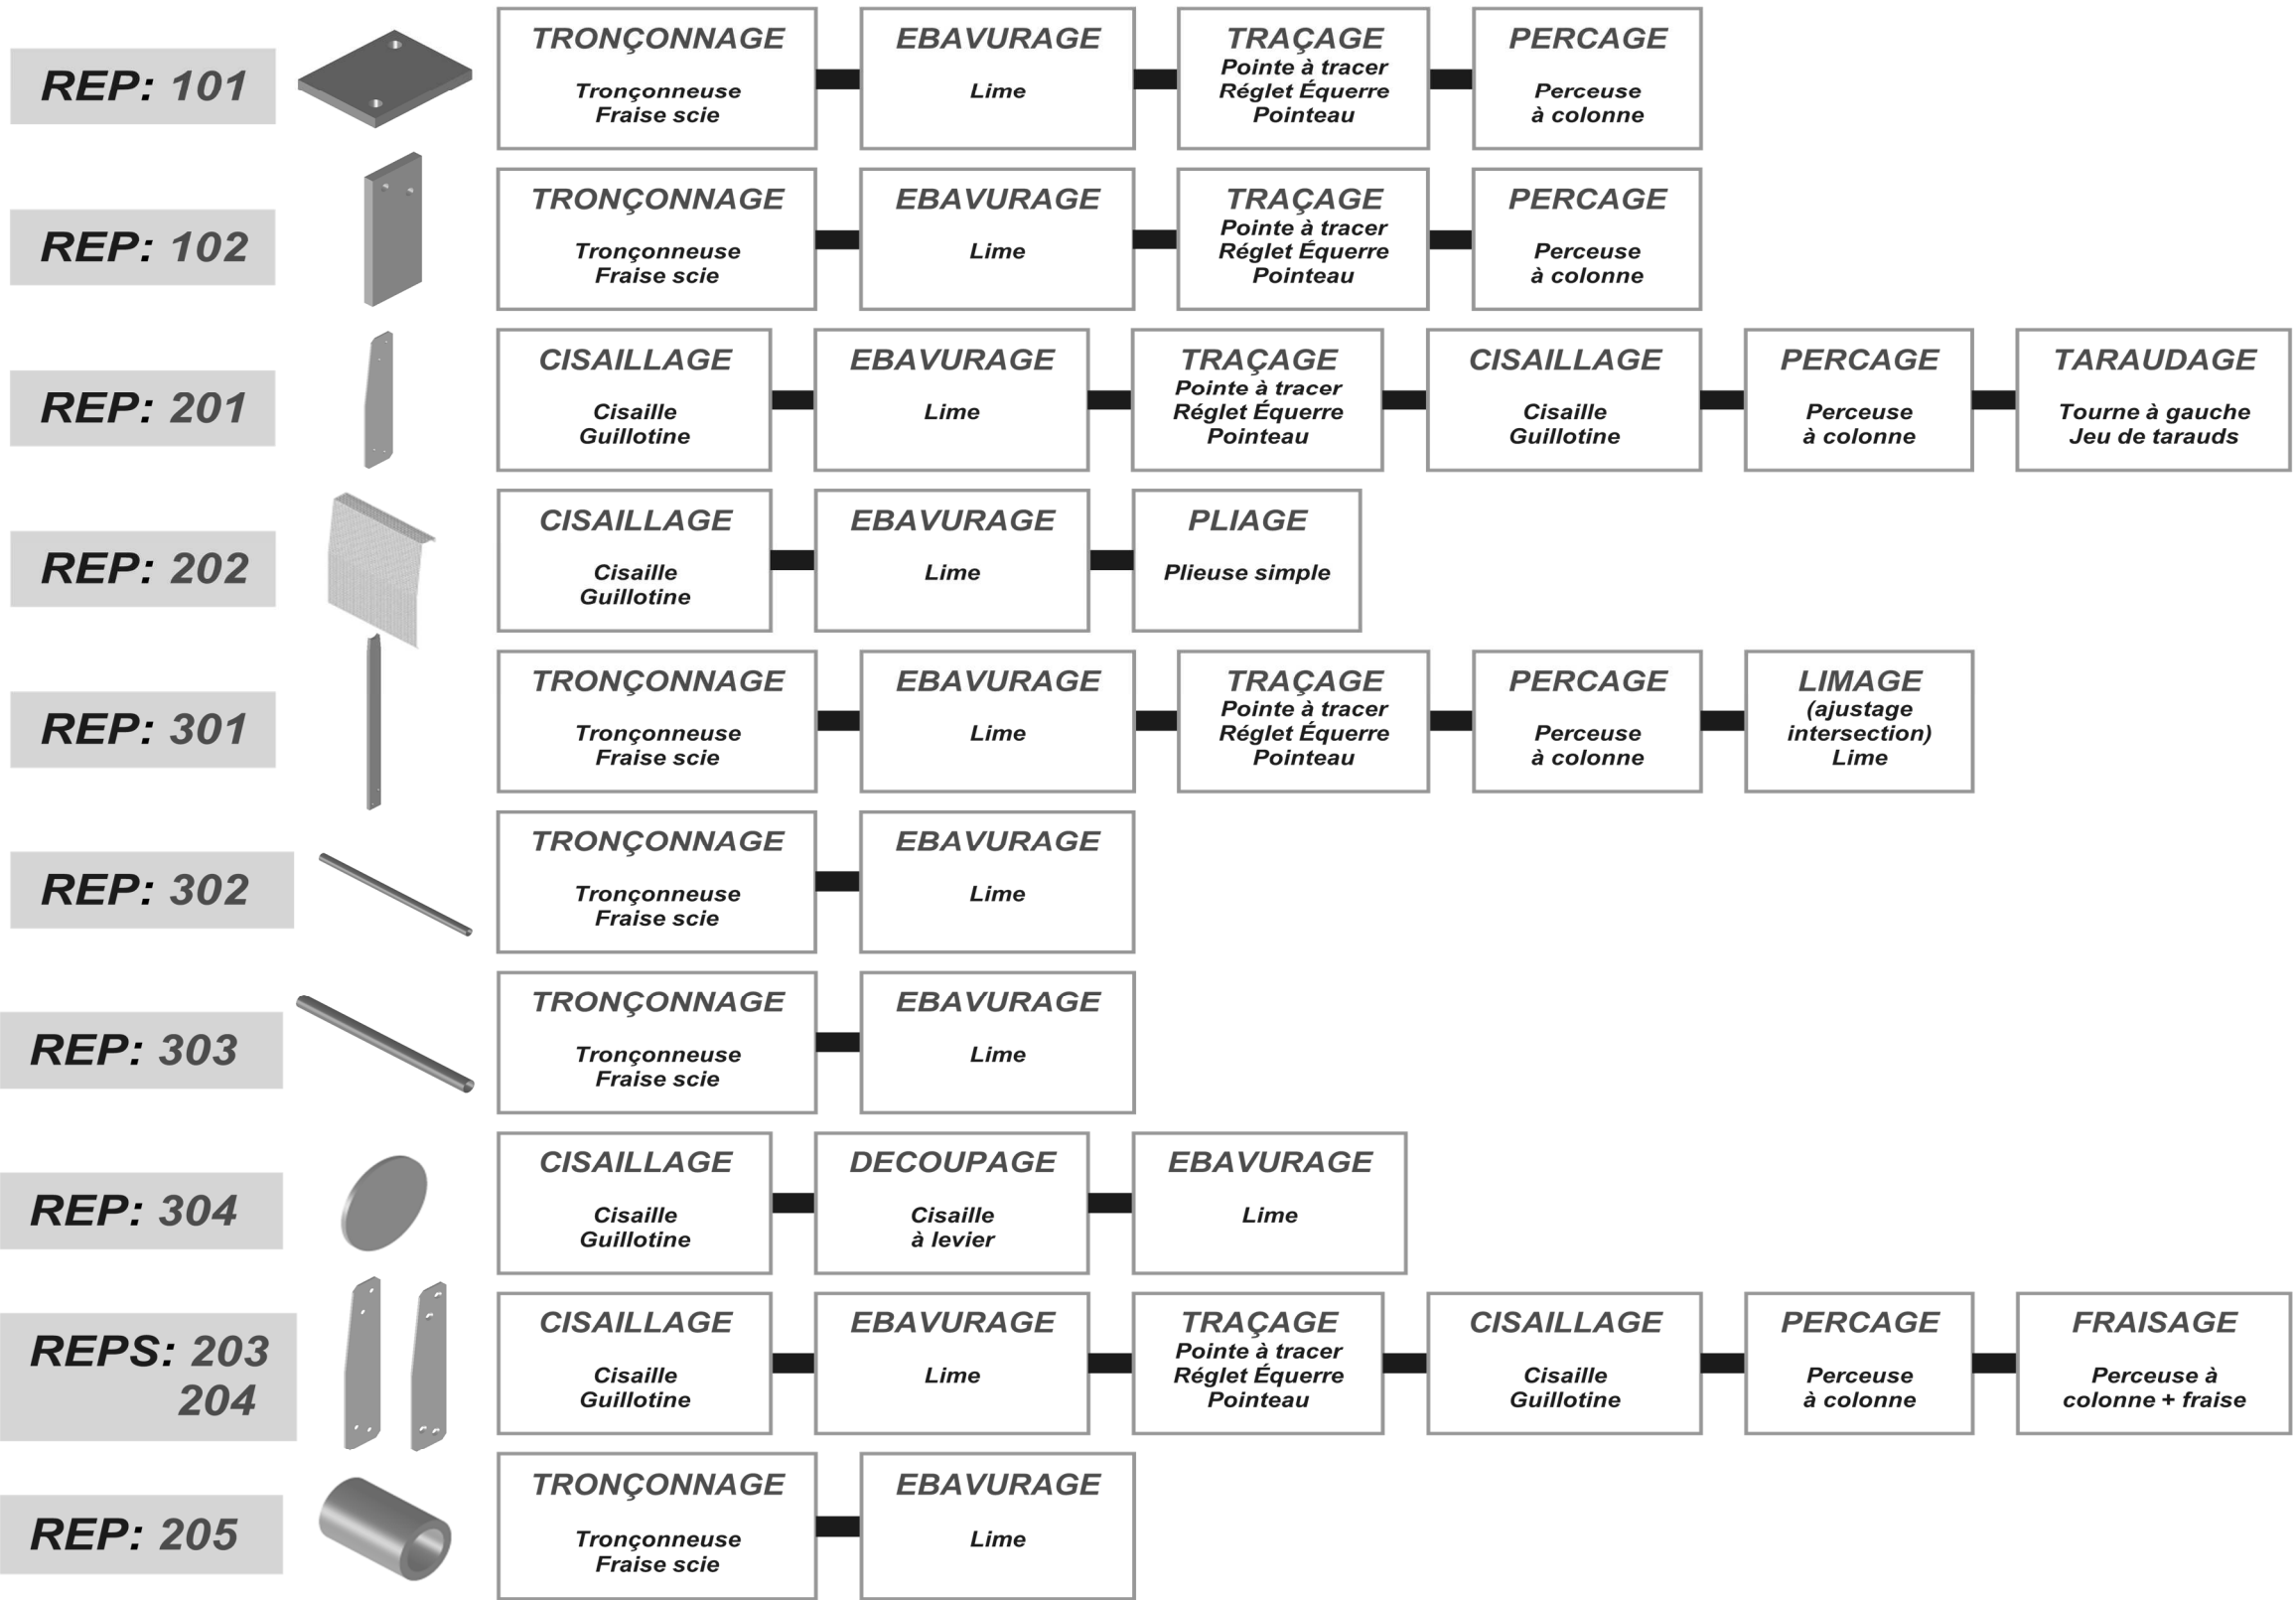 REP: 101
TRONÇONNAGE
Tronçonneuse
Fraise scie
EBAVURAGE
Lime
TRAÇAGE
Pointe à tracer
Réglet Équerre
Pointeau
PERCAGE
Perceuse
à colonne
REP: 102
TRONÇONNAGE
Tronçonneuse
Fraise scie
EBAVURAGE
Lime
TRAÇAGE
Pointe à tracer
Réglet Équerre
Pointeau
PERCAGE
Perceuse
à colonne
REP: 201
CISAILLAGE
Cisaille
Guillotine
EBAVURAGE
Lime
TRAÇAGE
Pointe à tracer
Réglet Équerre
Pointeau
CISAILLAGE
Cisaille
Guillotine
PERCAGE
Perceuse
à colonne
TARAUDAGE
Tourne à gauche
Jeu de tarauds
REP: 202
CISAILLAGE
Cisaille
Guillotine
EBAVURAGE
Lime
PLIAGE
Plieuse simple
REP: 301
TRONÇONNAGE
Tronçonneuse
Fraise scie
EBAVURAGE
Lime
TRAÇAGE
Pointe à tracer
Réglet Équerre
Pointeau
PERCAGE
Perceuse
à colonne
LIMAGE
(ajustage
intersection)
Lime
REP: 302
TRONÇONNAGE
Tronçonneuse
Fraise scie
EBAVURAGE
Lime
REP: 303
TRONÇONNAGE
Tronçonneuse
Fraise scie
EBAVURAGE
Lime
REP: 304
CISAILLAGE
Cisaille
Guillotine
DECOUPAGE
Cisaille
à levier
EBAVURAGE
Lime
REPS: 203
204
CISAILLAGE
Cisaille
Guillotine
EBAVURAGE
Lime
TRAÇAGE
Pointe à tracer
Réglet Équerre
Pointeau
CISAILLAGE
Cisaille
Guillotine
PERCAGE
Perceuse
à colonne
FRAISAGE
Perceuse à
colonne + fraise
REP: 205
TRONÇONNAGE
Tronçonneuse
Fraise scie
EBAVURAGE
Lime